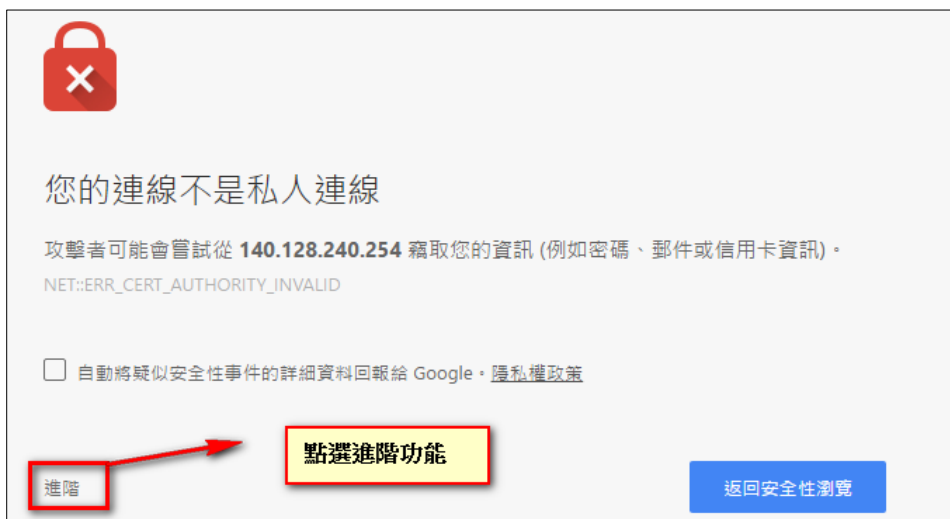 您的連線不是私人連線
攻擊者可能會嘗試從 140.128.240.254 竊取您的資訊 (例如密碼、郵件或信用卡資訊)。
NET::ERR_CERT_AUTHORITY_INVALID
自動將疑似安全性事件的詳細資料回報給 Google。隱私權政策
點選進階功能
進階
返回安全性瀏覽